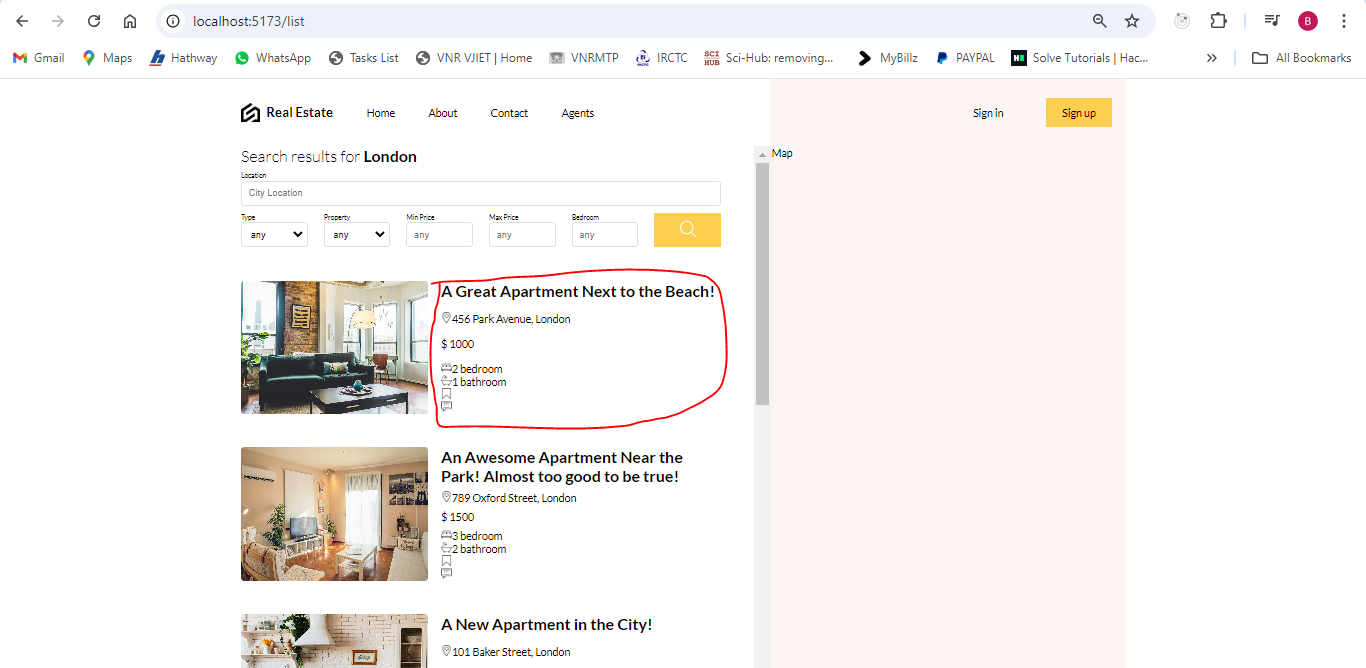 localhost:5173/list
B
Gmail Maps Hathway WhatsApp Tasks List VNR VJIET | Home VNRMTP IRCTC SCI HUB Sci-Hub: removing... MyBillz PAYPAL H Solve Tutorials | Hac... » All Bookmarks
Real Estate Home About Contact Agents Sign in Sign up
Search results for London
Map
Location
City Location
Type Property Min Price Max Price Bedroom
any any any any any
A Great Apartment Next to the Beach!
456 Park Avenue, London
$ 1000
2 bedroom
1 bathroom
An Awesome Apartment Near the
Park! Almost too good to be true!
789 Oxford Street, London
$ 1500
3 bedroom
2 bathroom
A New Apartment in the City!
101 Baker Street, London